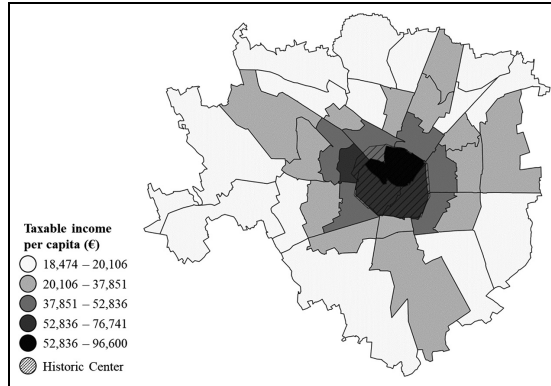 Taxable income
per capita (€)
18,474 – 20,106
20,106 – 37,851
37,851 – 52,836
52,836 – 76,741
52,836 – 96,600
Historic Center